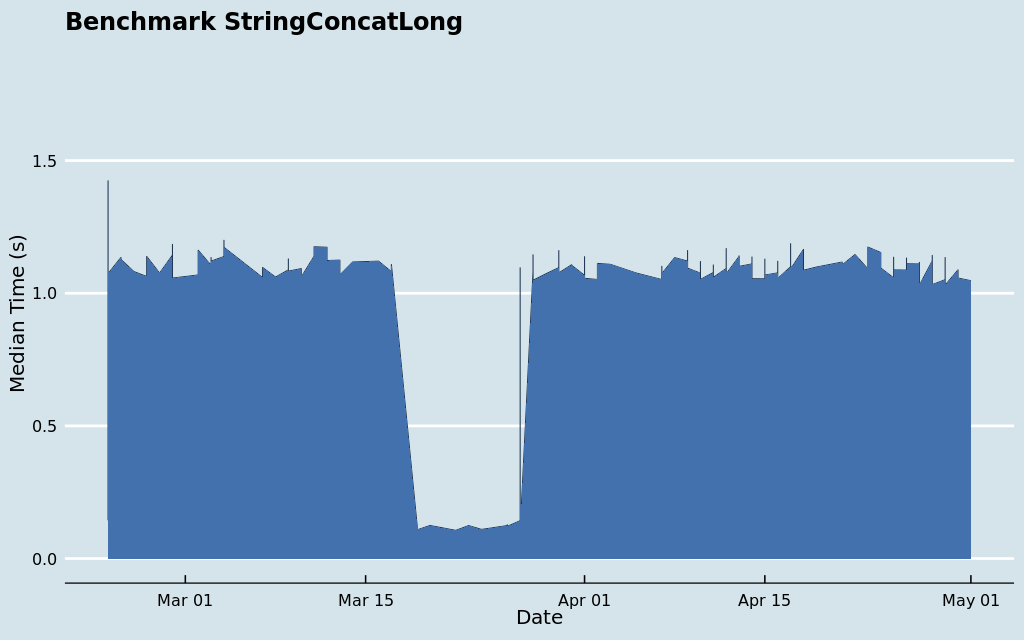 Benchmark StringConcatLong
1.5
1.0
0.5
0.0
Median Time (s)
Mar 01
Mar 15
Apr 01
Apr 15
May 01
Date